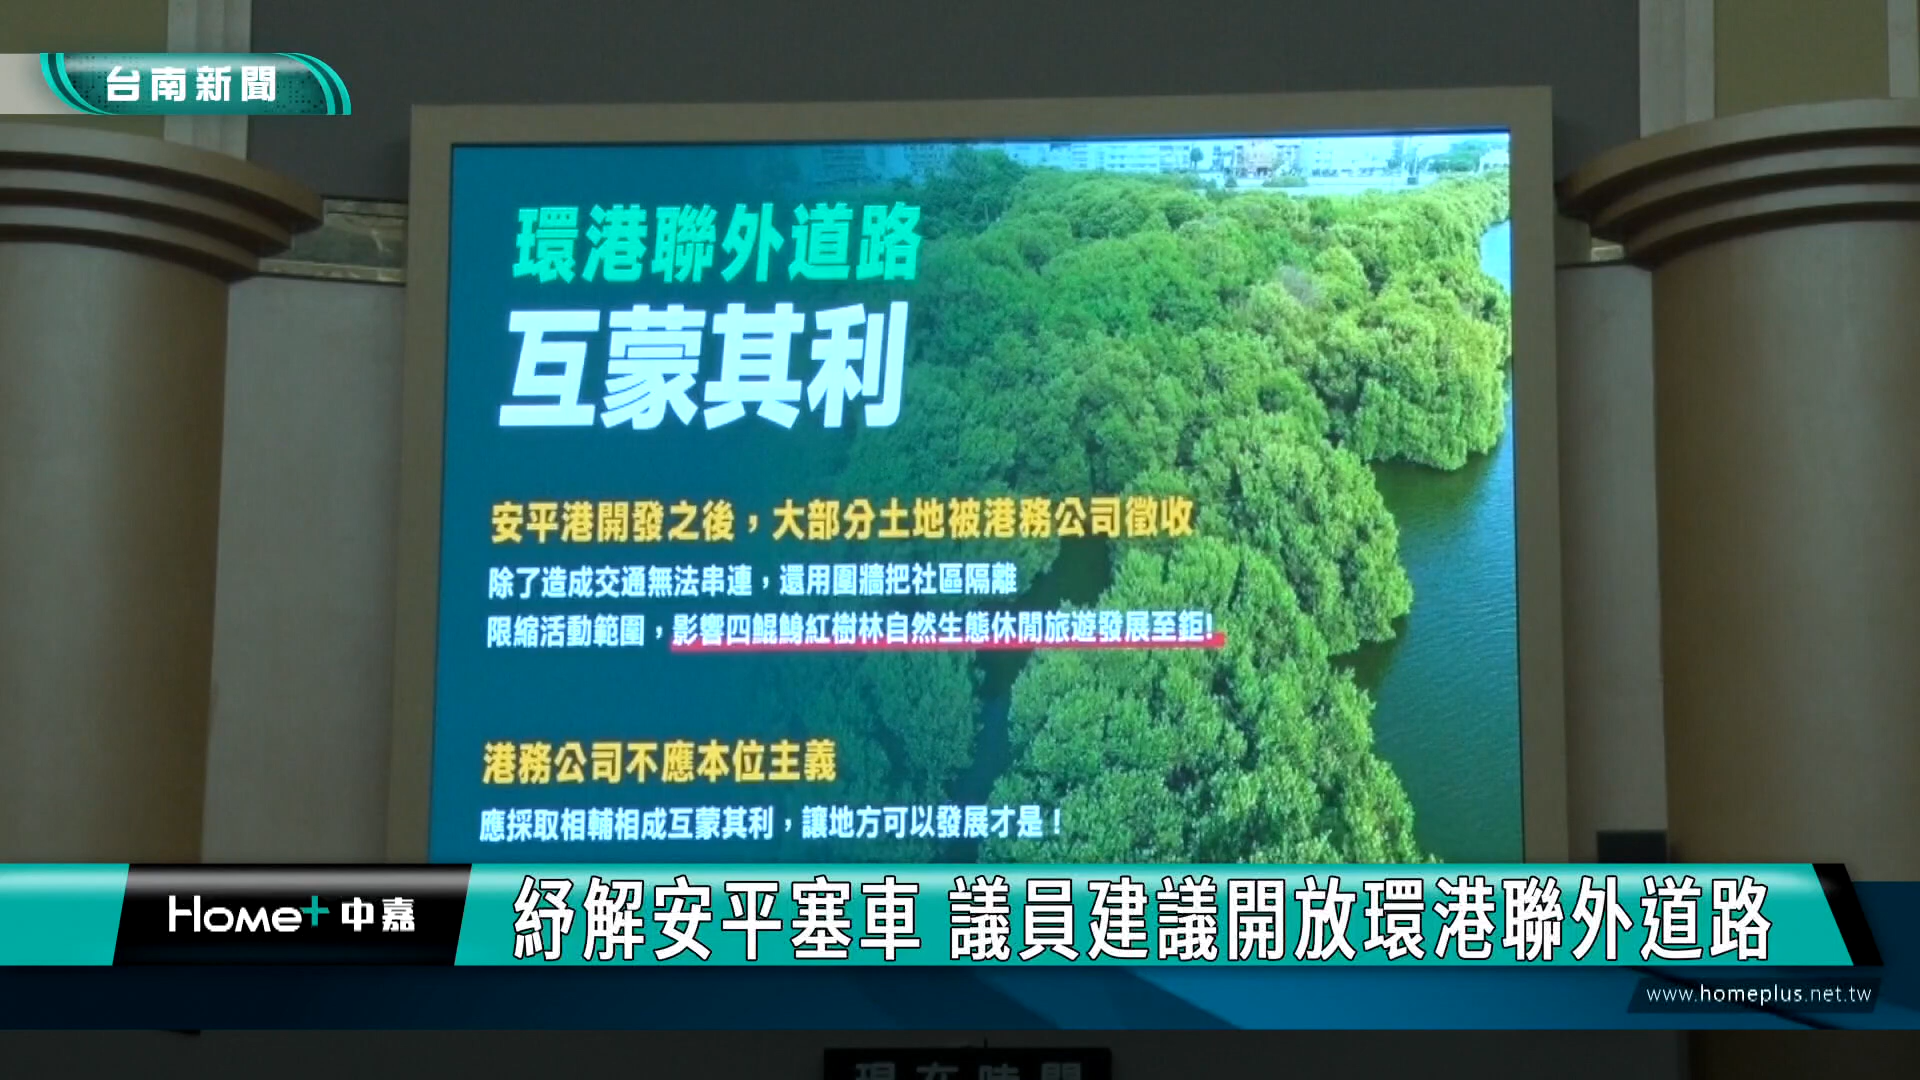 台南新聞
環港聯外道路
互蒙其利
安平港開發之後，大部分土地被港務公司徵收
除了造成交通無法串連，還用圍牆把社區隔離
限縮活動範圍，影響四鯤鯓紅樹林自然生態休閒旅遊發展至鉅!
港務公司不應本位主義
應採取相輔相成互蒙其利，讓地方可以發展才是！
Home+ 中嘉
紓解安平塞車 議員建議開放環港聯外道路
www.homeplus.net.tw
現在時間